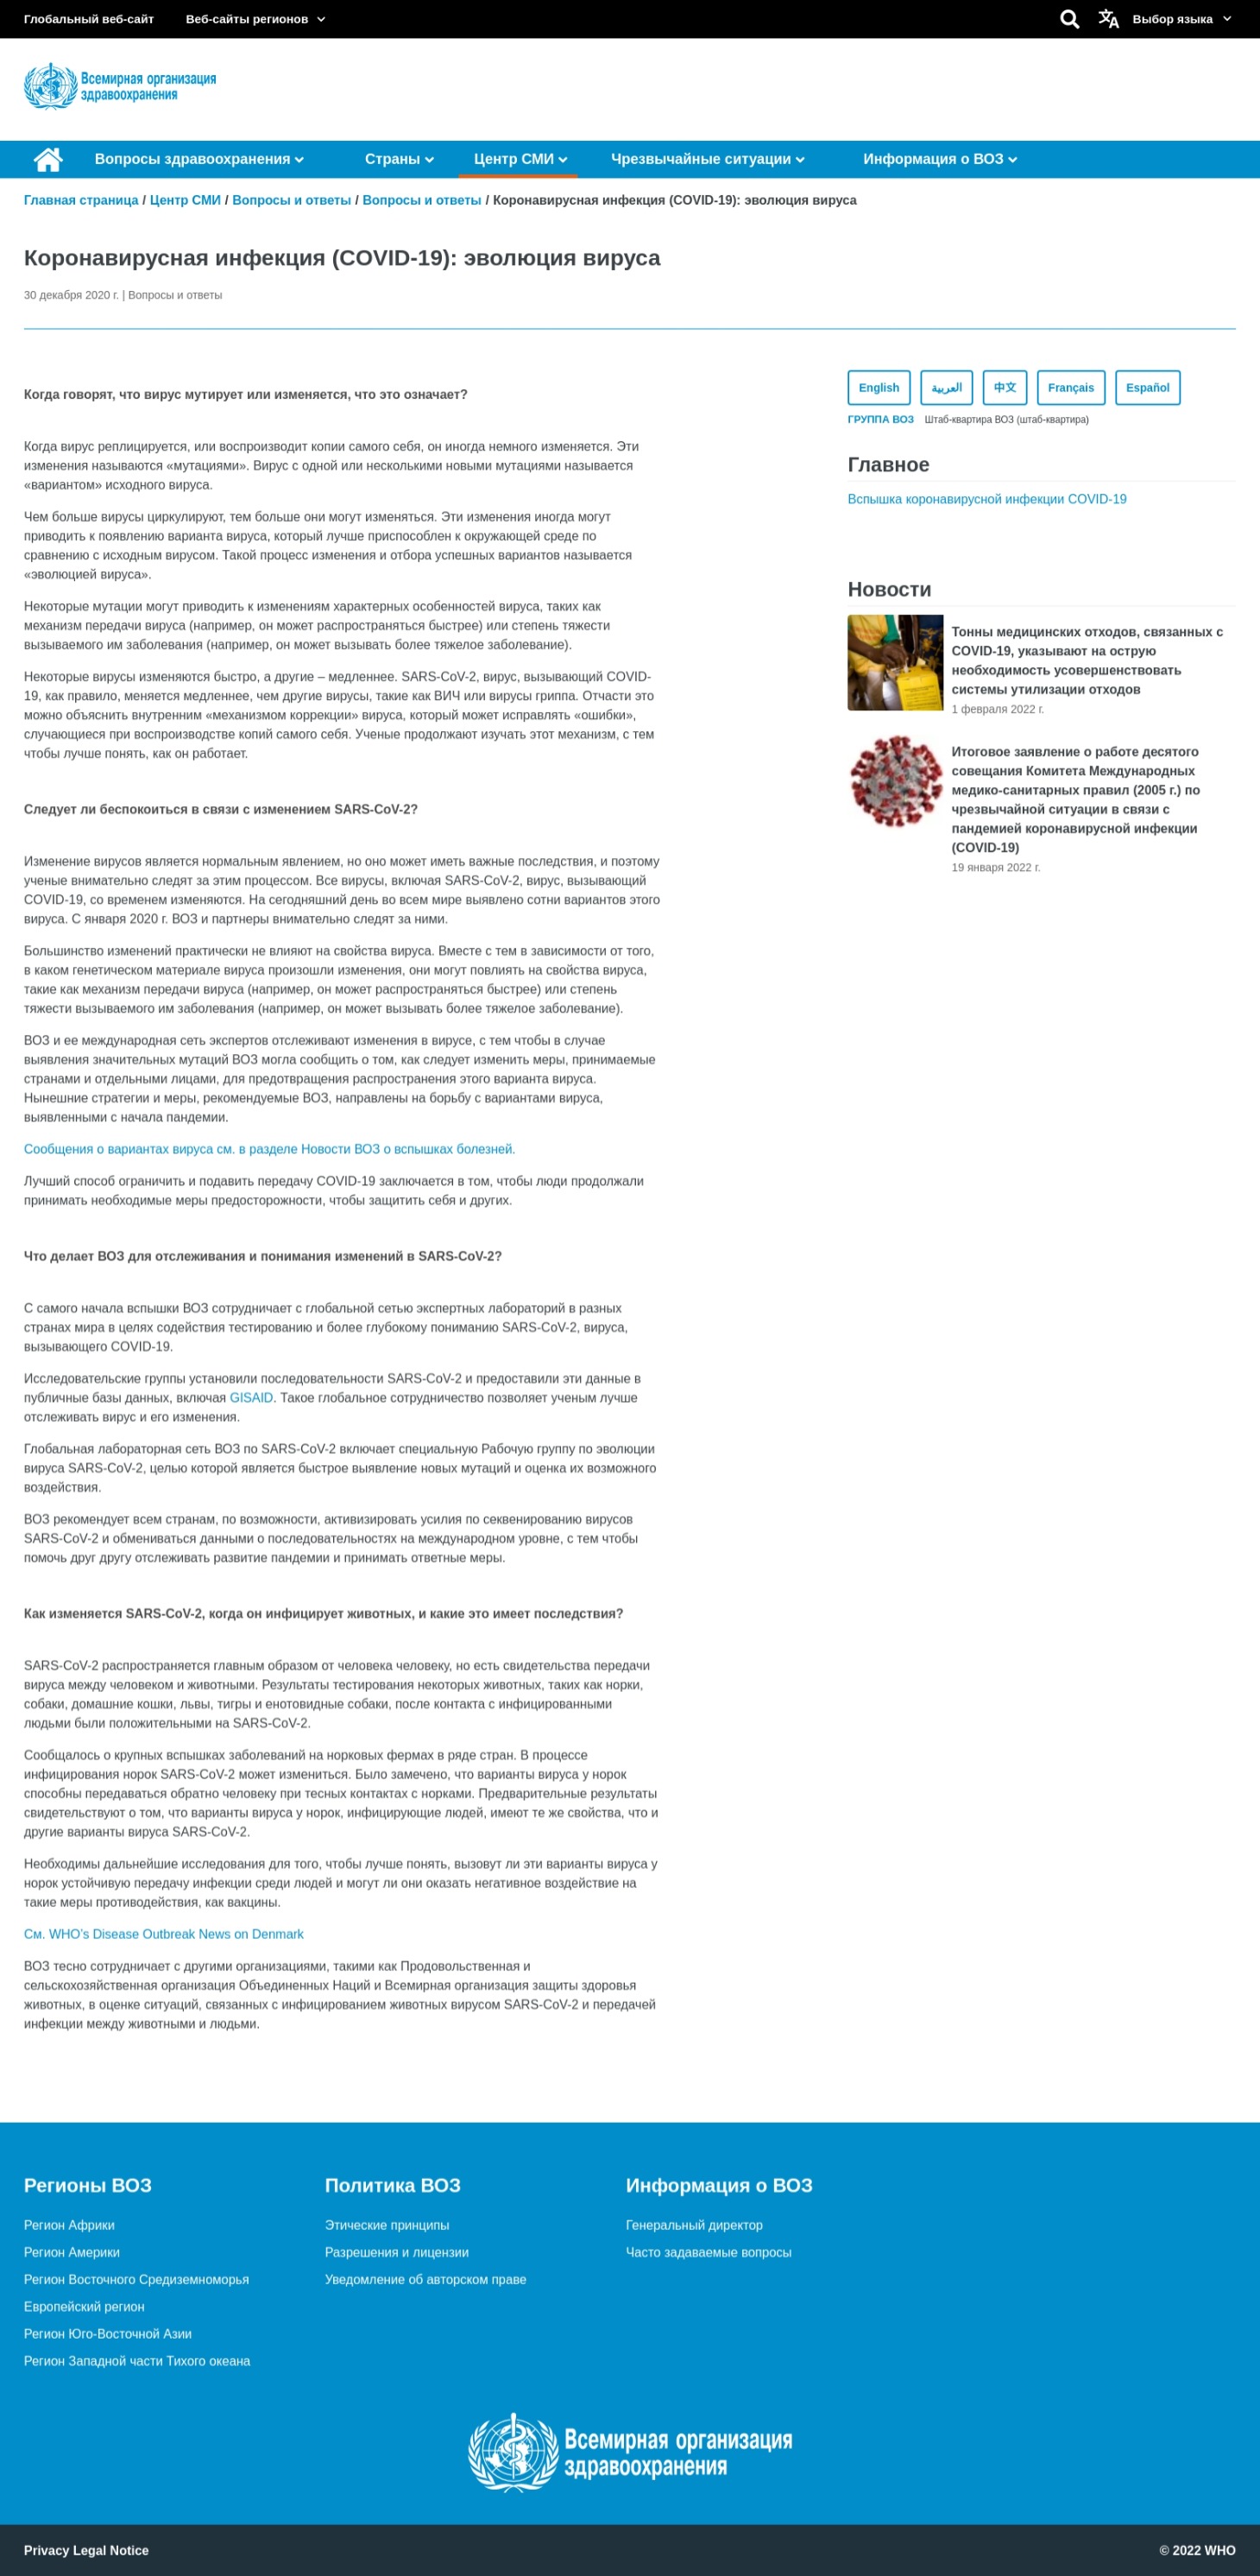 Глобальный веб-сайт Веб-сайты регионов Выбор языка
Всемирная организация
здравоохранения
Вопросы здравоохранения Страны Центр СМИ Чрезвычайные ситуации Информация о ВОЗ
Главная страница / Центр СМИ / Вопросы и ответы / Вопросы и ответы / Коронавирусная инфекция (COVID-19): эволюция вируса
Коронавирусная инфекция (COVID-19): эволюция вируса
30 декабря 2020 г. | Вопросы и ответы
Когда говорят, что вирус мутирует или изменяется, что это означает?
Когда вирус реплицируется, или воспроизводит копии самого себя, он иногда немного изменяется. Эти
изменения называются «мутациями». Вирус с одной или несколькими новыми мутациями называется
«вариантом» исходного вируса.
Чем больше вирусы циркулируют, тем больше они могут изменяться. Эти изменения иногда могут
приводить к появлению варианта вируса, который лучше приспособлен к окружающей среде по
сравнению с исходным вирусом. Такой процесс изменения и отбора успешных вариантов называется
«эволюцией вируса».
Некоторые мутации могут приводить к изменениям характерных особенностей вируса, таких как
механизм передачи вируса (например, он может распространяться быстрее) или степень тяжести
вызываемого им заболевания (например, он может вызывать более тяжелое заболевание).
Некоторые вирусы изменяются быстро, а другие – медленнее. SARS-CoV-2, вирус, вызывающий COVID-
19, как правило, меняется медленнее, чем другие вирусы, такие как ВИЧ или вирусы гриппа. Отчасти это
можно объяснить внутренним «механизмом коррекции» вируса, который может исправлять «ошибки»,
случающиеся при воспроизводстве копий самого себя. Ученые продолжают изучать этот механизм, с тем
чтобы лучше понять, как он работает.
Следует ли беспокоиться в связи с изменением SARS-CoV-2?
Изменение вирусов является нормальным явлением, но оно может иметь важные последствия, и поэтому
ученые внимательно следят за этим процессом. Все вирусы, включая SARS-CoV-2, вирус, вызывающий
COVID-19, со временем изменяются. На сегодняшний день во всем мире выявлено сотни вариантов этого
вируса. С января 2020 г. ВОЗ и партнеры внимательно следят за ними.
Большинство изменений практически не влияют на свойства вируса. Вместе с тем в зависимости от того,
в каком генетическом материале вируса произошли изменения, они могут повлиять на свойства вируса,
такие как механизм передачи вируса (например, он может распространяться быстрее) или степень
тяжести вызываемого им заболевания (например, он может вызывать более тяжелое заболевание).
ВОЗ и ее международная сеть экспертов отслеживают изменения в вирусе, с тем чтобы в случае
выявления значительных мутаций ВОЗ могла сообщить о том, как следует изменить меры, принимаемые
странами и отдельными лицами, для предотвращения распространения этого варианта вируса.
Нынешние стратегии и меры, рекомендуемые ВОЗ, направлены на борьбу с вариантами вируса,
выявленными с начала пандемии.
Сообщения о вариантах вируса см. в разделе Новости ВОЗ о вспышках болезней.
Лучший способ ограничить и подавить передачу COVID-19 заключается в том, чтобы люди продолжали
принимать необходимые меры предосторожности, чтобы защитить себя и других.
Что делает ВОЗ для отслеживания и понимания изменений в SARS-CoV-2?
С самого начала вспышки ВОЗ сотрудничает с глобальной сетью экспертных лабораторий в разных
странах мира в целях содействия тестированию и более глубокому пониманию SARS-CoV-2, вируса,
вызывающего COVID-19.
Исследовательские группы установили последовательности SARS-CoV-2 и предоставили эти данные в
публичные базы данных, включая GISAID. Такое глобальное сотрудничество позволяет ученым лучше
отслеживать вирус и его изменения.
Глобальная лабораторная сеть ВОЗ по SARS-CoV-2 включает специальную Рабочую группу по эволюции
вируса SARS-CoV-2, целью которой является быстрое выявление новых мутаций и оценка их возможного
воздействия.
ВОЗ рекомендует всем странам, по возможности, активизировать усилия по секвенированию вирусов
SARS-CoV-2 и обмениваться данными о последовательностях на международном уровне, с тем чтобы
помочь друг другу отслеживать развитие пандемии и принимать ответные меры.
Как изменяется SARS-CoV-2, когда он инфицирует животных, и какие это имеет последствия?
SARS-CoV-2 распространяется главным образом от человека человеку, но есть свидетельства передачи
вируса между человеком и животными. Результаты тестирования некоторых животных, таких как норки,
собаки, домашние кошки, львы, тигры и енотовидные собаки, после контакта с инфицированными
людьми были положительными на SARS-CoV-2.
Сообщалось о крупных вспышках заболеваний на норковых фермах в ряде стран. В процессе
инфицирования норок SARS-CoV-2 может измениться. Было замечено, что варианты вируса у норок
способны передаваться обратно человеку при тесных контактах с норками. Предварительные результаты
свидетельствуют о том, что варианты вируса у норок, инфицирующие людей, имеют те же свойства, что и
другие варианты вируса SARS-CoV-2.
Необходимы дальнейшие исследования для того, чтобы лучше понять, вызовут ли эти варианты вируса у
норок устойчивую передачу инфекции среди людей и могут ли они оказать негативное воздействие на
такие меры противодействия, как вакцины.
См. WHO’s Disease Outbreak News on Denmark
ВОЗ тесно сотрудничает с другими организациями, такими как Продовольственная и
сельскохозяйственная организация Объединенных Наций и Всемирная организация защиты здоровья
животных, в оценке ситуаций, связанных с инфицированием животных вирусом SARS-CoV-2 и передачей
инфекции между животными и людьми.
English العربية 中文 Français Español
ГРУППА ВОЗ Штаб-квартира ВОЗ (штаб-квартира)
Главное
Вспышка коронавирусной инфекции COVID-19
Новости
Тонны медицинских отходов, связанных с
COVID-19, указывают на острую
необходимость усовершенствовать
системы утилизации отходов
1 февраля 2022 г.
Итоговое заявление о работе десятого
совещания Комитета Международных
медико-санитарных правил (2005 г.) по
чрезвычайной ситуации в связи с
пандемией коронавирусной инфекции
(COVID-19)
19 января 2022 г.
Регионы ВОЗ
Регион Африки
Регион Америки
Регион Восточного Средиземноморья
Европейский регион
Регион Юго-Восточной Азии
Регион Западной части Тихого океана
Политика ВОЗ
Этические принципы
Разрешения и лицензии
Уведомление об авторском праве
Информация о ВОЗ
Генеральный директор
Часто задаваемые вопросы
Всемирная организация
здравоохранения
Privacy Legal Notice © 2022 WHO